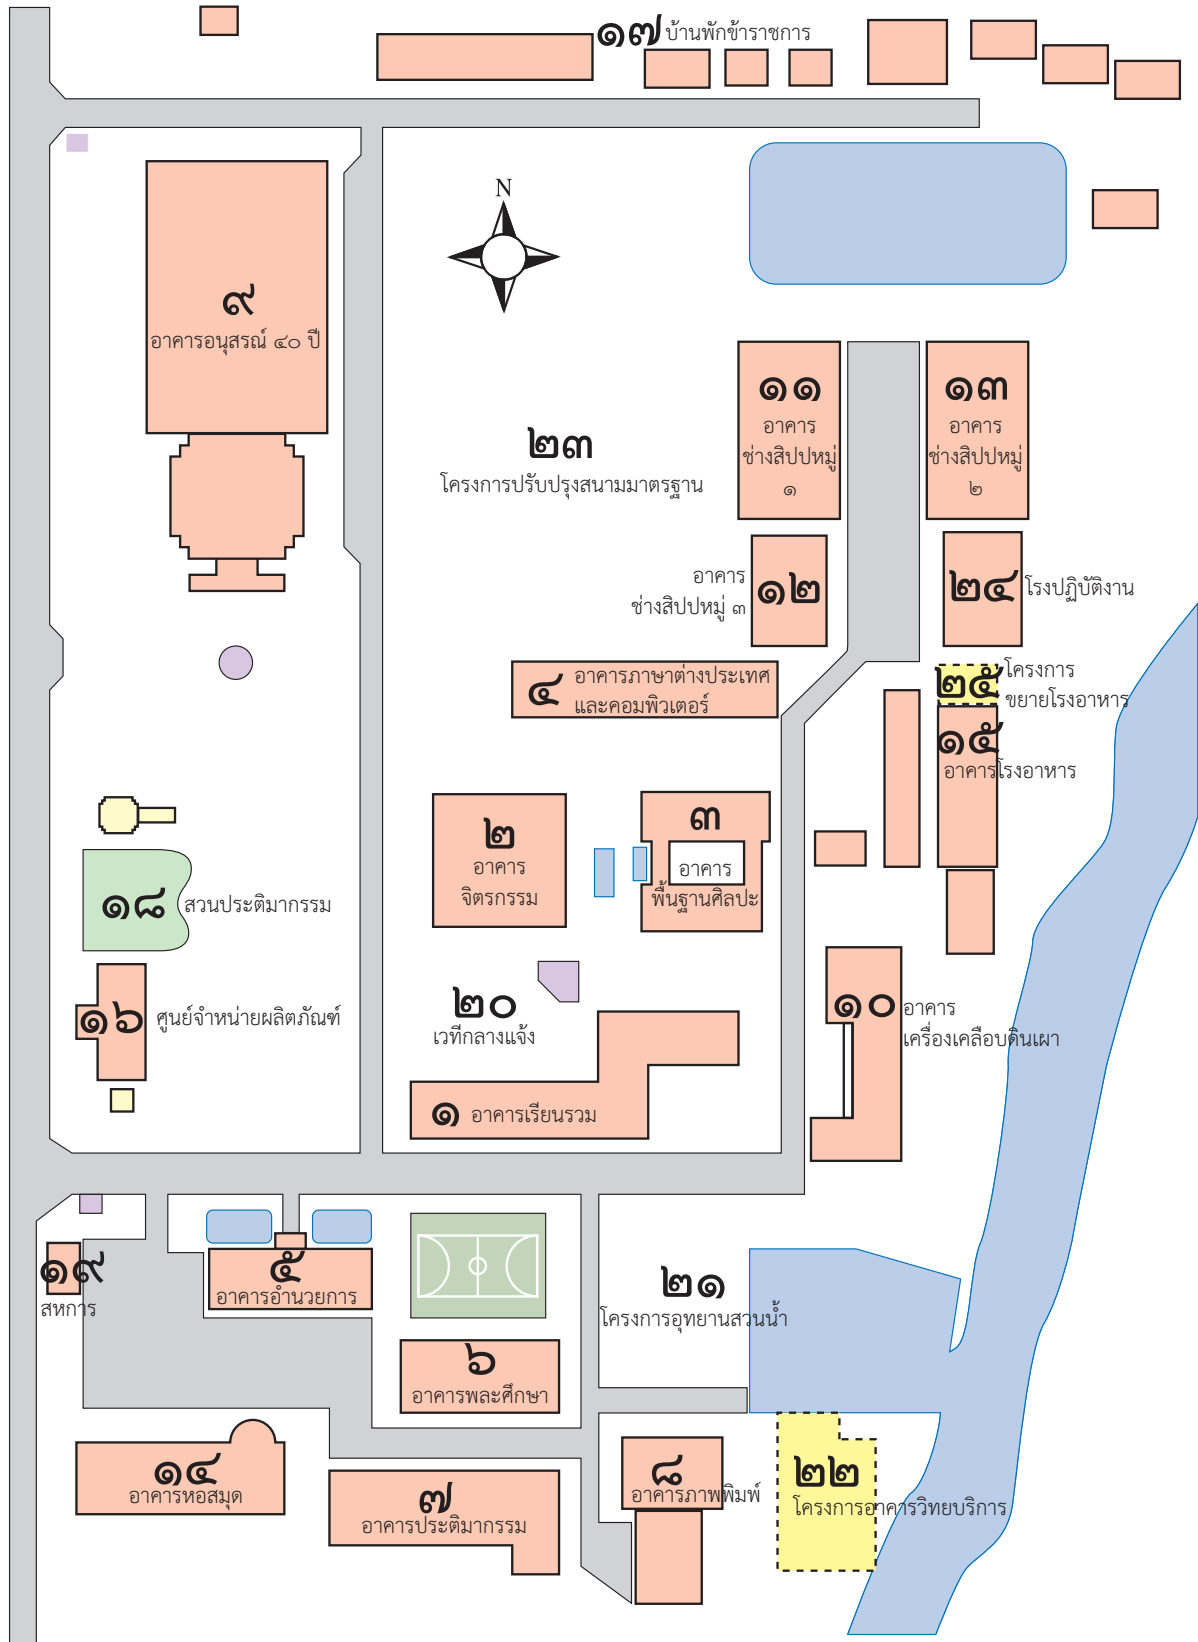 ๑๗ บ้านพักข้าราชการ
N
๙
อาคารอนุสรณ์ ๔๐ ปี
๑๑
อาคาร
ช่างสิปปหมู่
๑
๑๓
อาคาร
ช่างสิปปหมู่
๒
๒๓
โครงการปรับปรุงสนามมาตรฐาน
อาคาร
ช่างสิปปหมู่ ๓
๑๒
๒๔ โรงปฏิบัติงาน
๔ อาคารภาษาต่างประเทศ
และคอมพิวเตอร์
๒๕ โครงการ
ขยายโรงอาหาร
๑๕
อาคารโรงอาหาร
๒
อาคาร
จิตรกรรม
๓
อาคาร
พื้นฐานศิลปะ
๑๘ สวนประติมากรรม
๑๖ ศูนย์จำหน่ายผลิตภัณฑ์
๒๐
เวทีกลางแจ้ง
๑๐ อาคาร
เครื่องเคลือบดินเผา
๑ อาคารเรียนรวม
๑๙
สหการ
๕
อาคารอำนวยการ
๒๑
โครงการอุทยานสวนน้ำ
๖
อาคารพละศึกษา
๑๔
อาคารหอสมุด
๗
อาคารประติมากรรม
๘
อาคารภาพพิมพ์
๒๒
โครงการอาคารวิทยบริการ